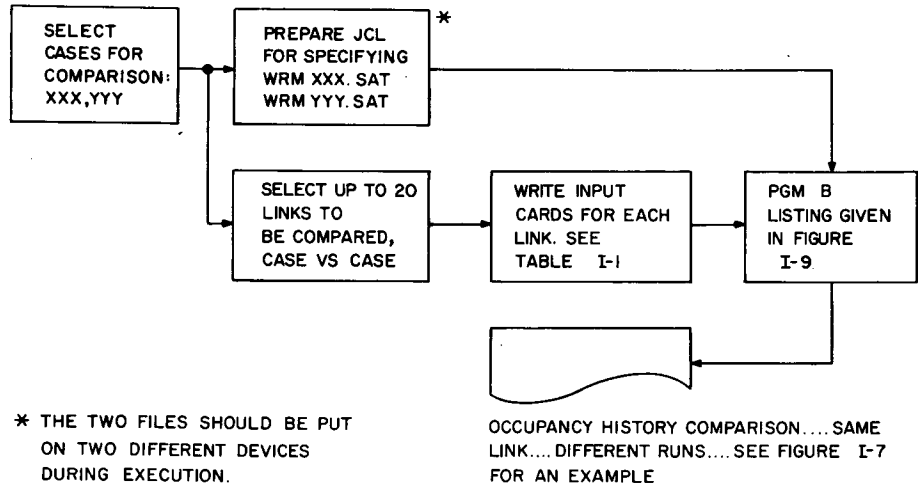 SELECT
CASES FOR
COMPARISON:
XXX,YYY
PREPARE JCL
FOR SPECIFYING
WRM XXX. SAT
WRM YYY. SAT
*
SELECT UP TO 20
LINKS TO
BE COMPARED,
CASE VS CASE
WRITE INPUT
CARDS FOR EACH
LINK. SEE
TABLE I-1
PGM B
LISTING GIVEN
IN FIGURE
I-9
* THE TWO FILES SHOULD BE PUT
ON TWO DIFFERENT DEVICES
DURING EXECUTION.
OCCUPANCY HISTORY COMPARISON....SAME
LINK....DIFFERENT RUNS....SEE FIGURE I-7
FOR AN EXAMPLE